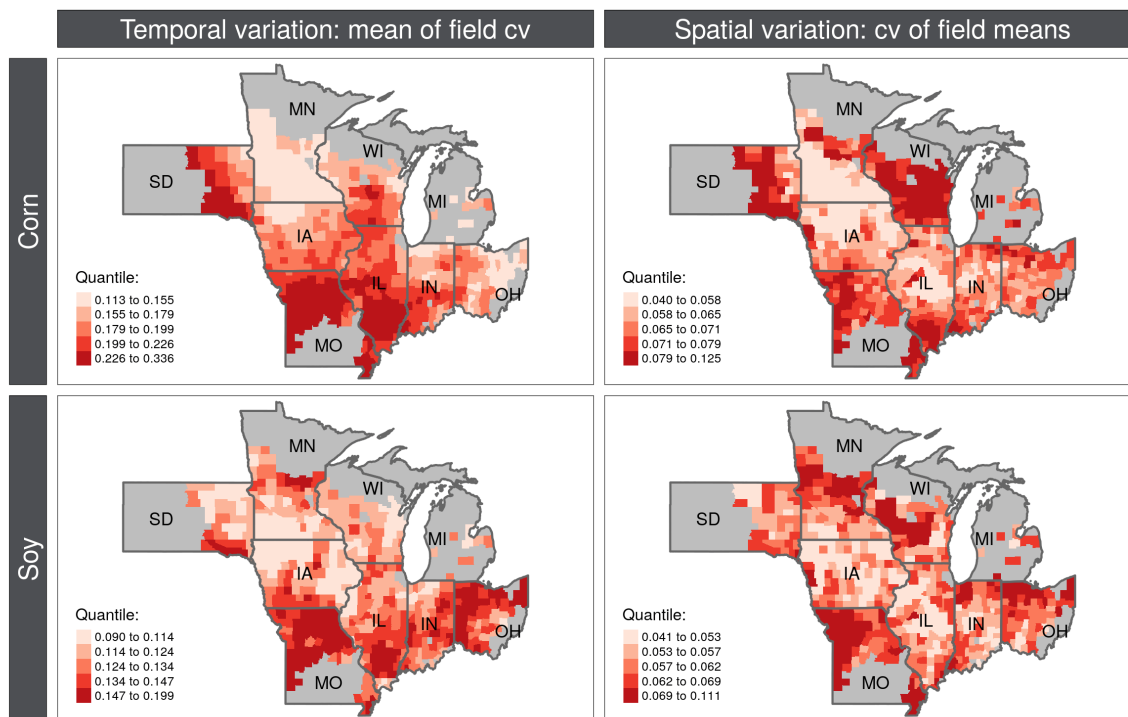 Temporal variation: mean of field cv
Spatial variation: cv of field means
Corn
MN
WI
SD
MI
IA
IL
IN
OH
MO
Quantile:
0.113 to 0.155
0.155 to 0.179
0.179 to 0.199
0.199 to 0.226
0.226 to 0.336
MN
WI
SD
MI
IA
IL
IN
OH
MO
Quantile:
0.040 to 0.058
0.058 to 0.065
0.065 to 0.071
0.071 to 0.079
0.079 to 0.125
Soy
MN
WI
SD
MI
IA
IL
IN
OH
MO
Quantile:
0.090 to 0.114
0.114 to 0.124
0.124 to 0.134
0.134 to 0.147
0.147 to 0.199
MN
WI
SD
MI
IA
IL
IN
OH
MO
Quantile:
0.041 to 0.053
0.053 to 0.057
0.057 to 0.062
0.062 to 0.069
0.069 to 0.111